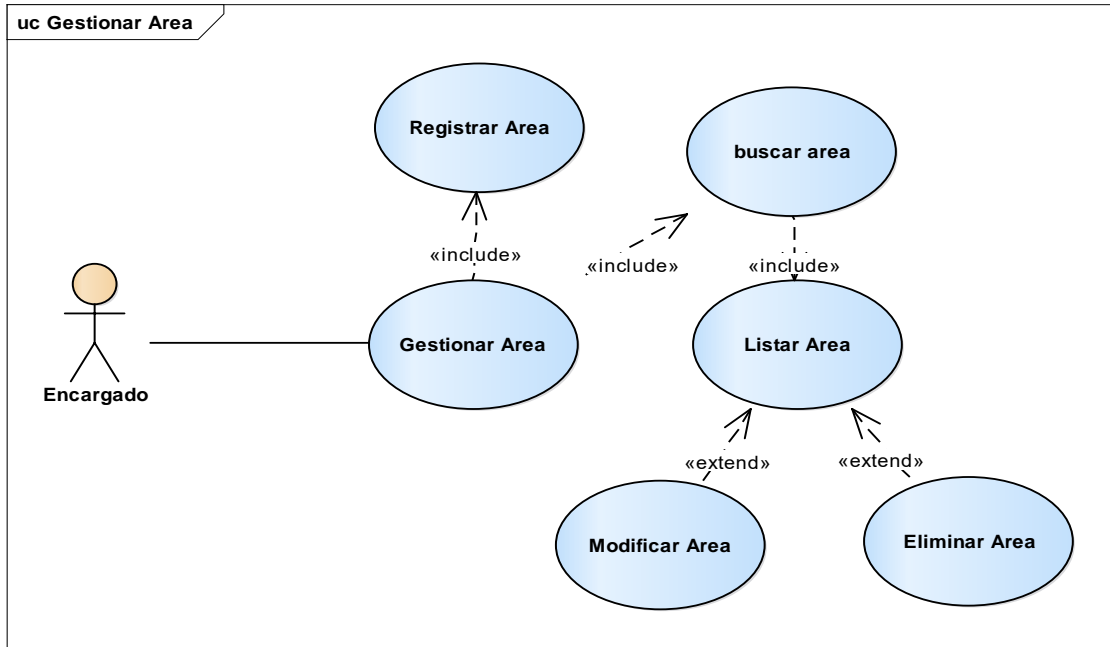 uc Gestionar Area
Registrar Area
buscar area
«include»
«include»
«include»
Gestionar Area
Listar Area
Encargado
«extend»
«extend»
Modificar Area
Eliminar Area